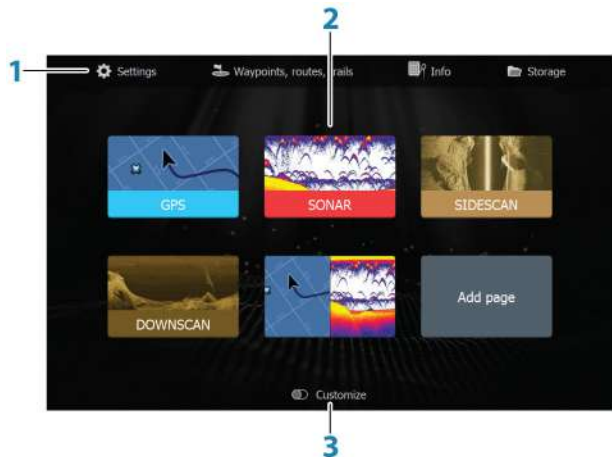 2
1
Settings
Waypoints, routes, trails
Info
Storage
GPS
SONAR
SIDESCAN
DOWNSCAN
Add page
Customize
3